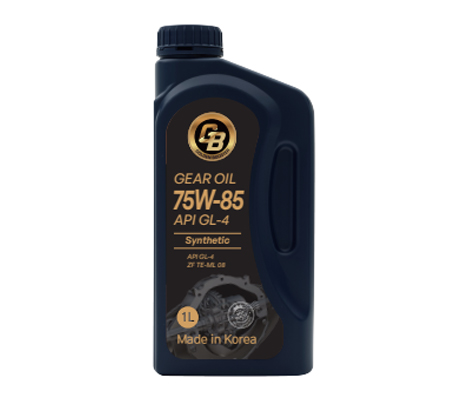 GB
GEAR OIL
75W-85
API GL-4
Synthetic
API GL-4
ZF TE-ML 08
1L
Made in Korea